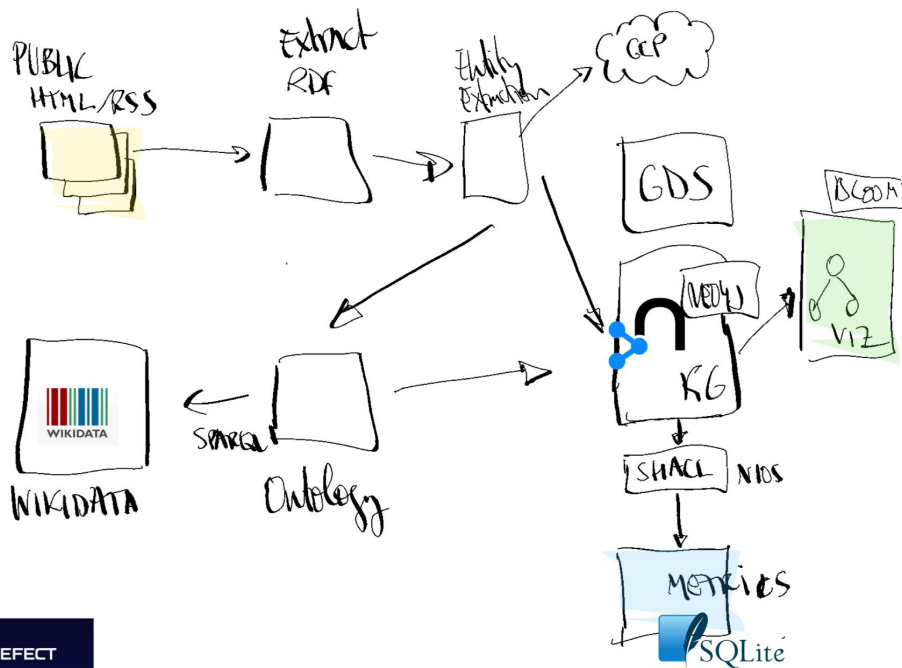 PUBLIC
HTML/RSS
Extract
RDF
Entity
Extraction
GCP
GDS
BLOOM
NEO4J
VIZ
KG
WIKIDATA
WIKIDATA
SPARQL
Ontology
SHACL
METRICS
SQLite
EFECT